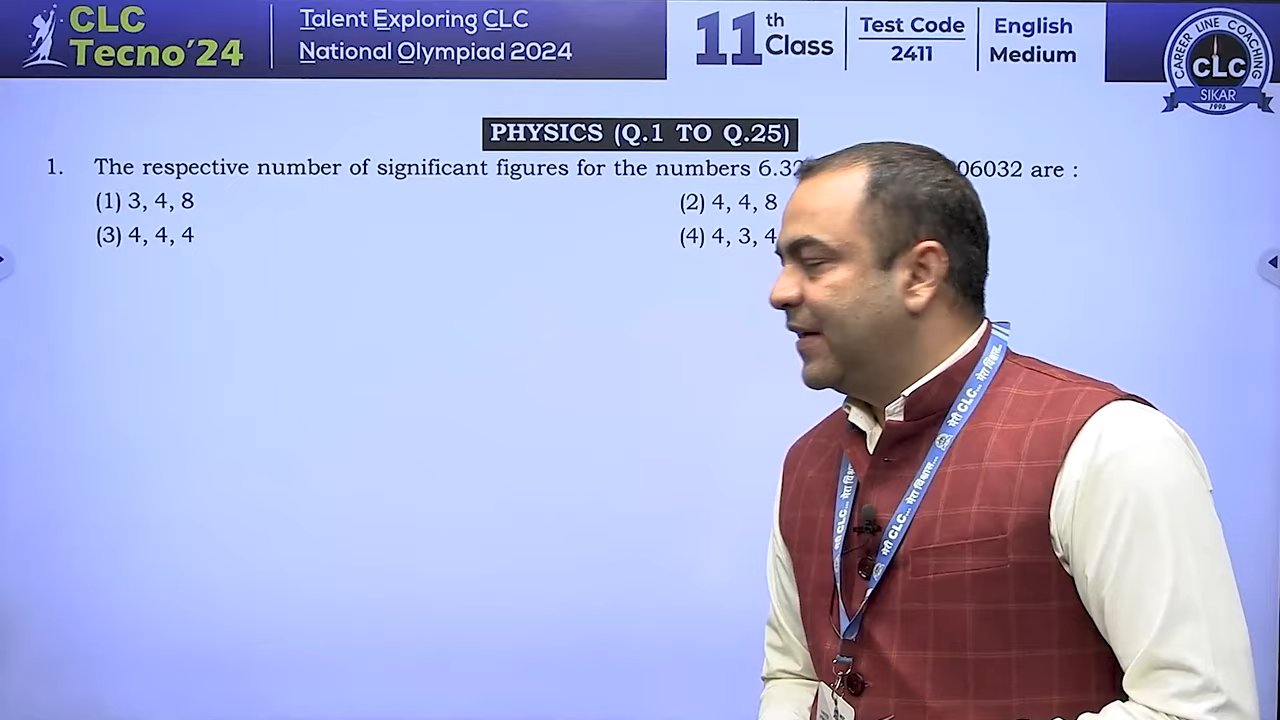 CLC
Tecno'24
Talent Exploring CLC
National Olympiad 2024
11th Class
Test Code
2411
English
Medium
CAREER LINE COACHING
CLC
SIKAR
1996
PHYSICS (Q.1 TO Q.25)
1. The respective number of significant figures for the numbers 6.32 06032 are :
(1) 3, 4, 8 (2) 4, 4, 8
(3) 4, 4, 4 (4) 4, 3, 4
मेरी CLC... मेरा विश्वास...
मेरी CLC... मेरा विश्वास...